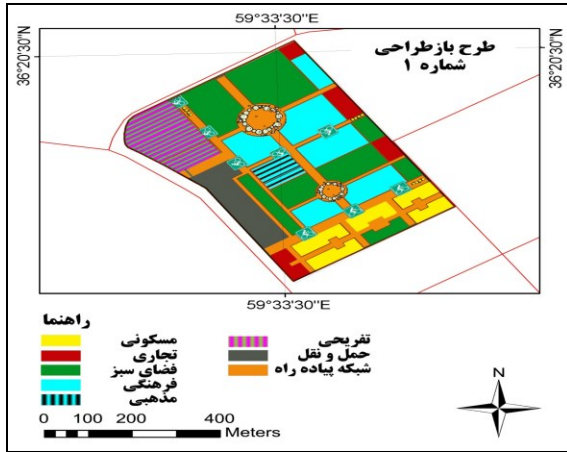 59°33'30"E
36°20'30"N
36°20'30"N
طرح بازطراحی
شماره ۱
59°33'30"E
راهنما
مسکونی
تجاری
فضای سبز
فرهنگی
مذهبی
تفریحی
حمل و نقل
شبکه پیاده راه
0 100 200 400
Meters
N